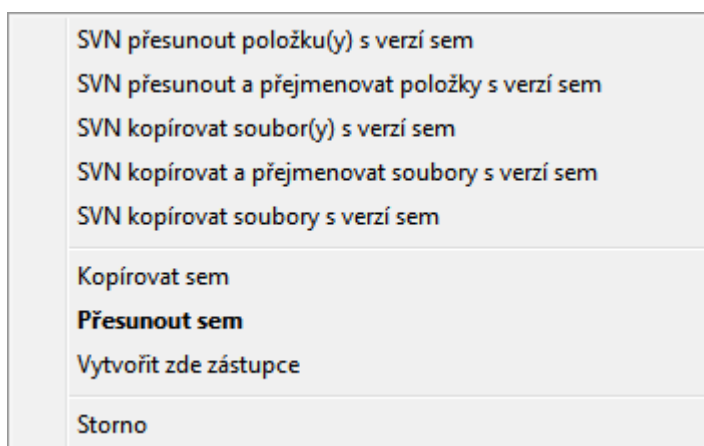 SVN přesunout položku(y) s verzí sem
SVN přesunout a přejmenovat položky s verzí sem
SVN kopírovat soubor(y) s verzí sem
SVN kopírovat a přejmenovat soubory s verzí sem
SVN kopírovat soubory s verzí sem
Kopírovat sem
Přesunout sem
Vytvořit zde zástupce
Storno